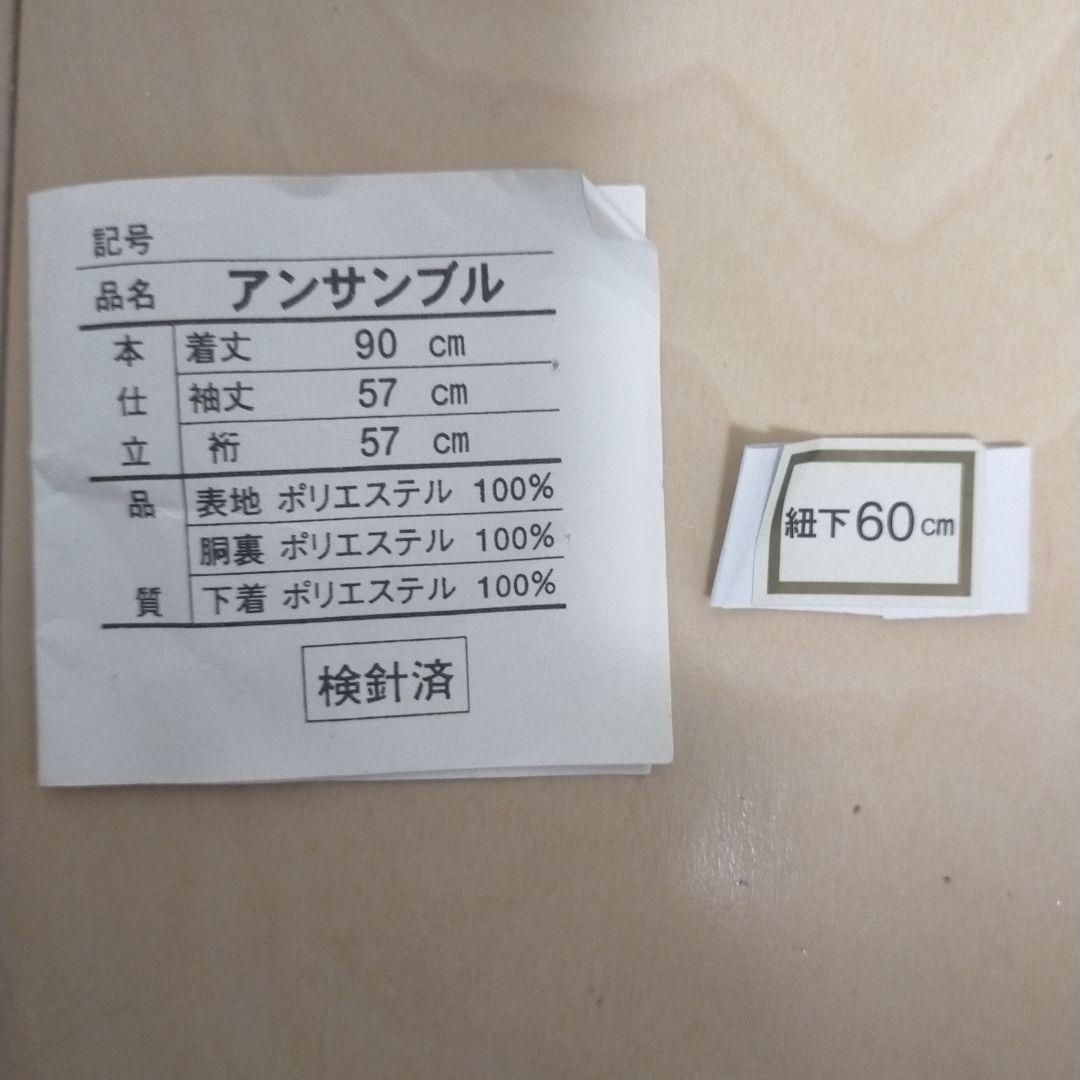 記号
品名 アンサンブル
本仕立 着丈 90 cm
袖丈 57 cm
裄 57 cm
品質 表地 ポリエステル 100%
胴裏 ポリエステル 100%
下着 ポリエステル 100%
検針済
紐下60cm